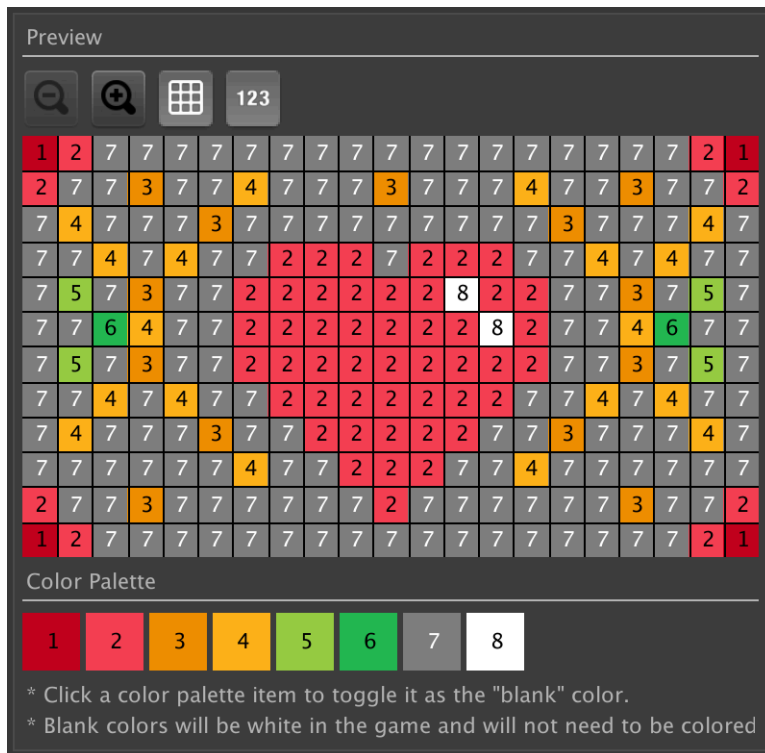 Preview
123
1 2 7 7 7 7 7 7 7 7 7 7 7 7 7 7 7 7 7 2 1
2 7 7 3 7 7 4 7 7 7 3 7 7 7 4 7 7 3 7 7 2
7 4 7 7 7 3 7 7 7 7 7 7 7 7 7 3 7 7 7 4 7
7 7 4 7 4 7 7 2 2 2 7 2 2 2 7 7 4 7 4 7 7
7 5 7 3 7 7 2 2 2 2 2 2 8 2 2 7 7 3 7 5 7
7 7 6 4 7 7 2 2 2 2 2 2 2 8 2 7 7 4 6 7 7
7 5 7 3 7 7 2 2 2 2 2 2 2 2 2 7 7 3 7 5 7
7 7 4 7 4 7 7 2 2 2 2 2 2 2 7 7 4 7 4 7 7
7 4 7 7 7 3 7 7 2 2 2 2 2 7 7 3 7 7 7 4 7
7 7 7 7 7 7 4 7 7 2 2 2 7 7 4 7 7 7 7 7 7
2 7 7 3 7 7 7 7 7 7 2 7 7 7 7 7 7 3 7 7 2
1 2 7 7 7 7 7 7 7 7 7 7 7 7 7 7 7 7 7 2 1
Color Palette
1 2 3 4 5 6 7 8
* Click a color palette item to toggle it as the "blank" color.
* Blank colors will be white in the game and will not need to be colored